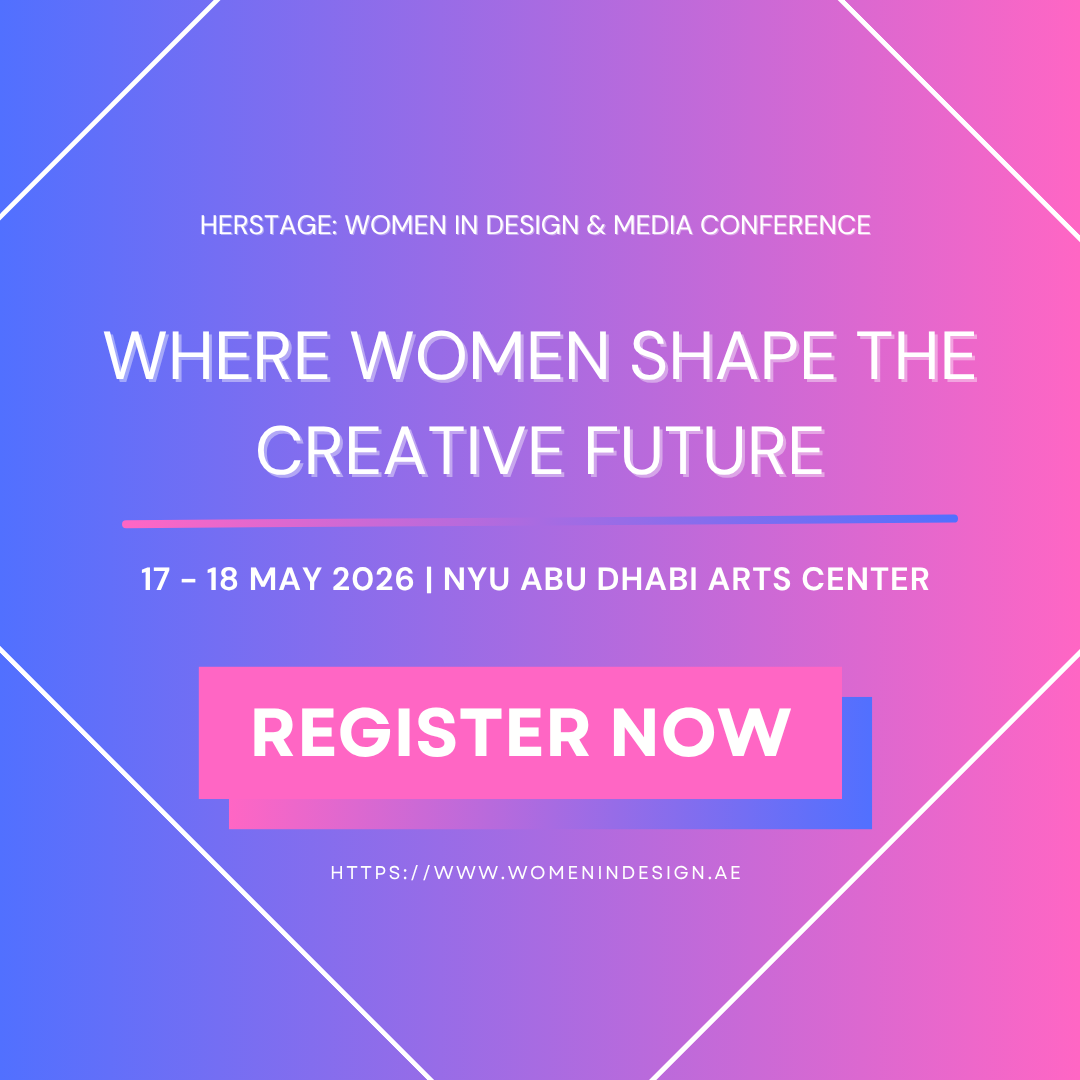 HERSTAGE: WOMEN IN DESIGN & MEDIA CONFERENCE
WHERE WOMEN SHAPE THE
CREATIVE FUTURE
17 – 18 MAY 2026 | NYU ABU DHABI ARTS CENTER
REGISTER NOW
HTTPS://WWW.WOMENINDESIGN.AE